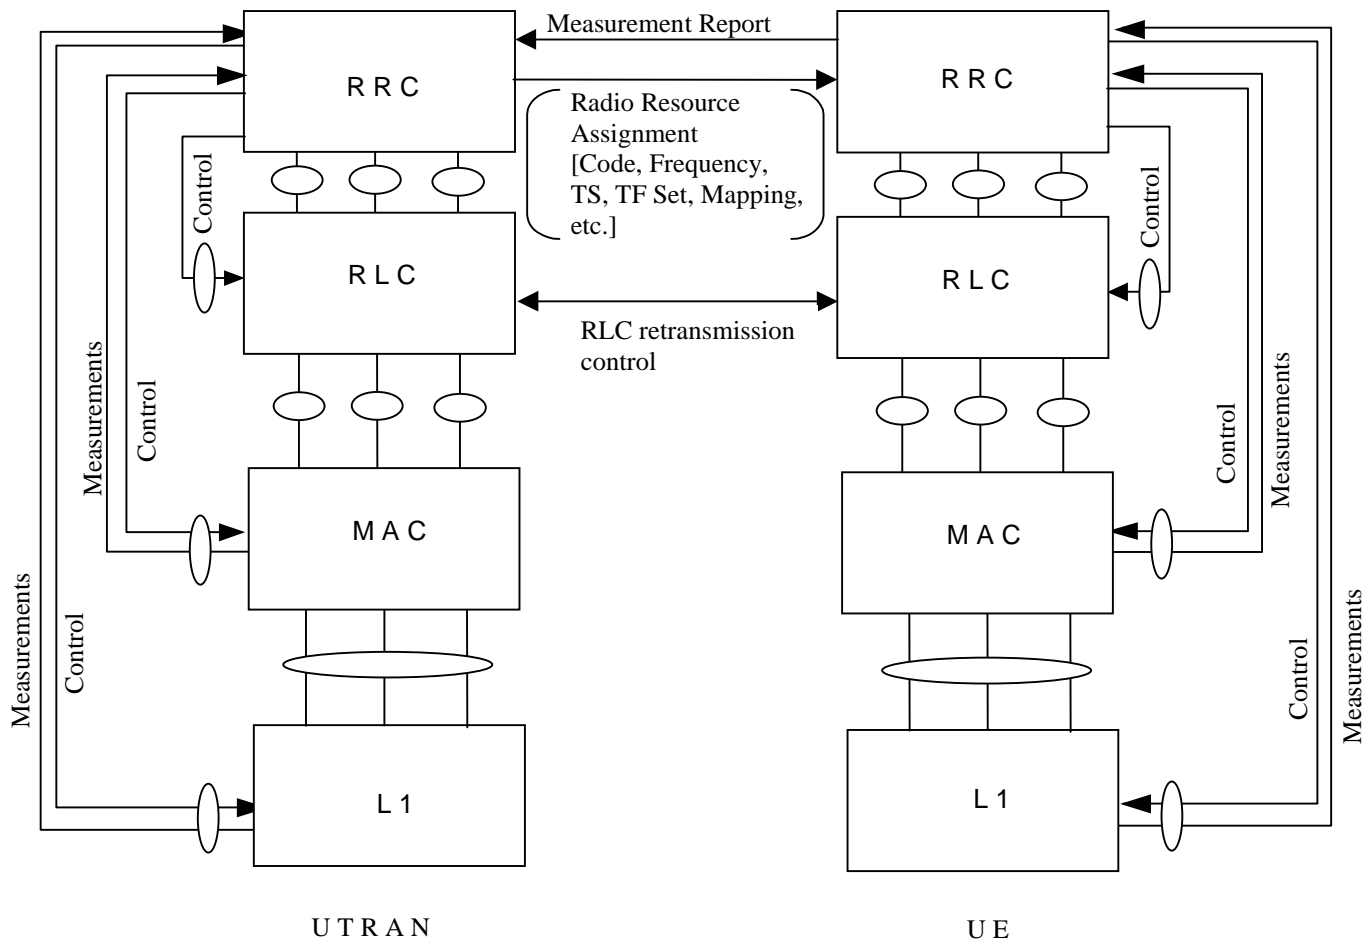 Measurement Report
R R C
R R C
Radio Resource
Assignment
[Code, Frequency,
TS, TF Set, Mapping,
etc.]
Control
Control
R L C
R L C
RLC retransmission
control
Measurements
Control
Control
Measurements
M A C
M A C
Measurements
Control
Control
Measurements
L 1
L 1
U T R A N
U E